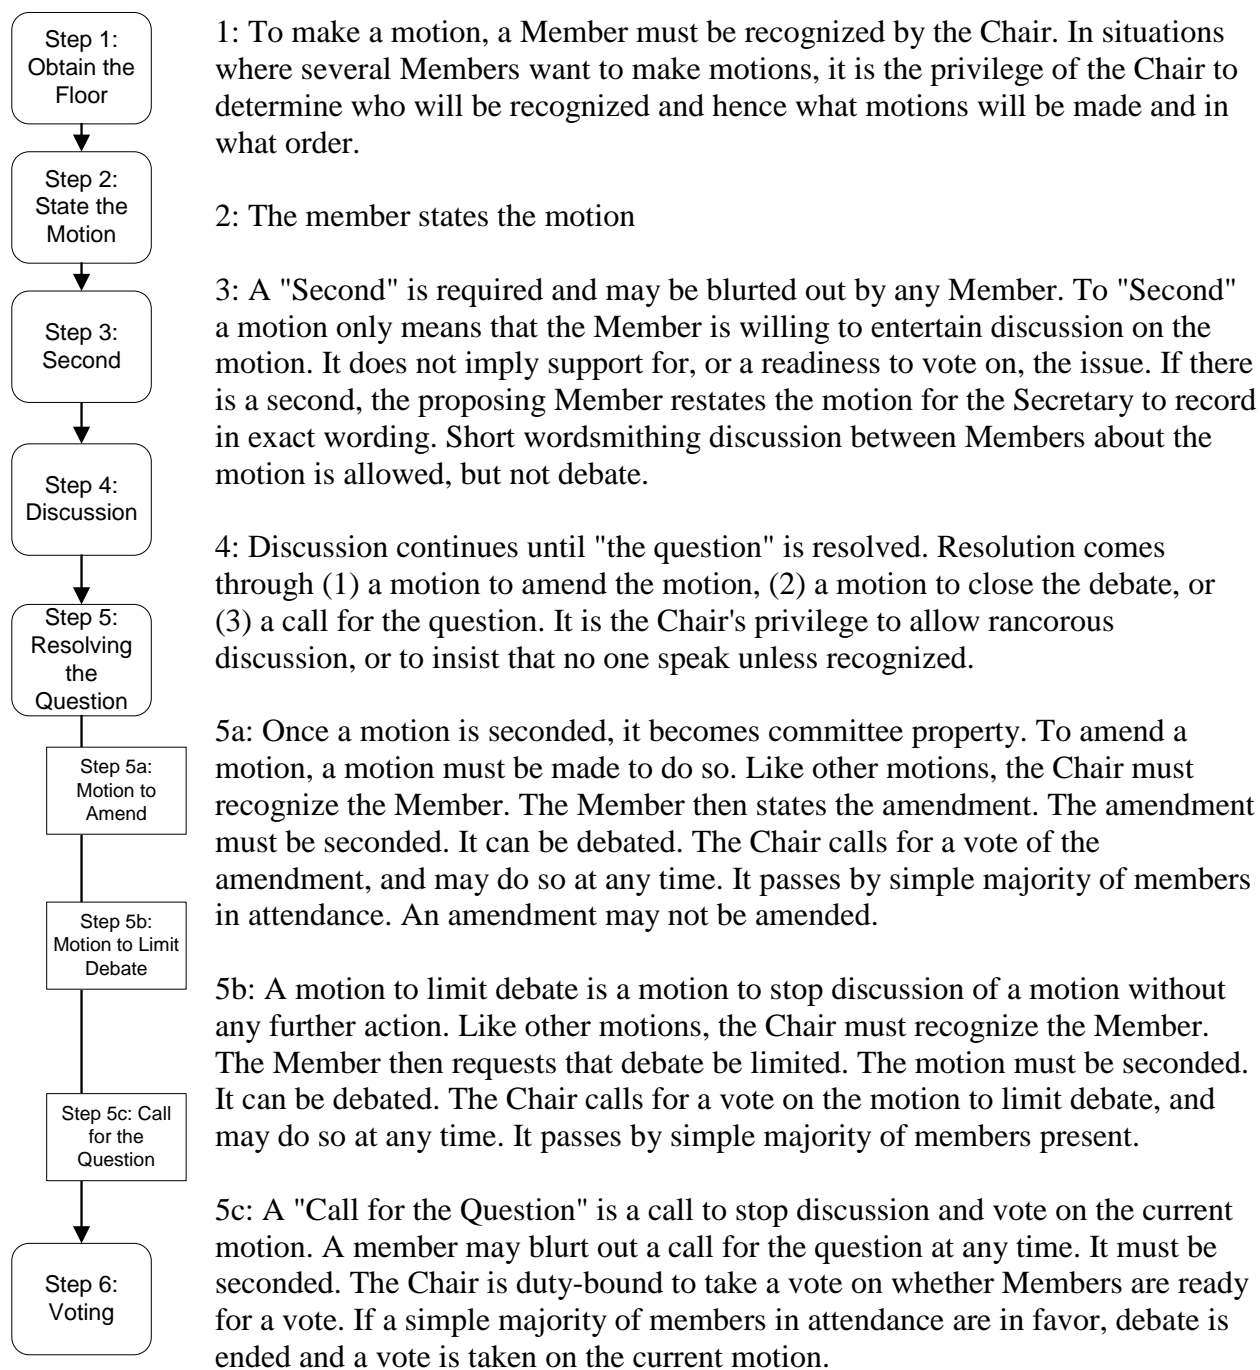 Step 1:
Obtain the
Floor
Step 2:
State the
Motion
Step 3:
Second
Step 4:
Discussion
Step 5:
Resolving
the
Question
Step 5a:
Motion to
Amend
Step 5b:
Motion to Limit
Debate
Step 5c: Call
for the
Question
Step 6:
Voting
1: To make a motion, a Member must be recognized by the Chair. In situations
where several Members want to make motions, it is the privilege of the Chair to
determine who will be recognized and hence what motions will be made and in
what order.
2: The member states the motion
3: A "Second" is required and may be blurted out by any Member. To "Second"
a motion only means that the Member is willing to entertain discussion on the
motion. It does not imply support for, or a readiness to vote on, the issue. If there
is a second, the proposing Member restates the motion for the Secretary to record
in exact wording. Short wordsmithing discussion between Members about the
motion is allowed, but not debate.
4: Discussion continues until "the question" is resolved. Resolution comes
through (1) a motion to amend the motion, (2) a motion to close the debate, or
(3) a call for the question. It is the Chair's privilege to allow rancorous
discussion, or to insist that no one speak unless recognized.
5a: Once a motion is seconded, it becomes committee property. To amend a
motion, a motion must be made to do so. Like other motions, the Chair must
recognize the Member. The Member then states the amendment. The amendment
must be seconded. It can be debated. The Chair calls for a vote of the
amendment, and may do so at any time. It passes by simple majority of members
in attendance. An amendment may not be amended.
5b: A motion to limit debate is a motion to stop discussion of a motion without
any further action. Like other motions, the Chair must recognize the Member.
The Member then requests that debate be limited. The motion must be seconded.
It can be debated. The Chair calls for a vote on the motion to limit debate, and
may do so at any time. It passes by simple majority of members present.
5c: A "Call for the Question" is a call to stop discussion and vote on the current
motion. A member may blurt out a call for the question at any time. It must be
seconded. The Chair is duty-bound to take a vote on whether Members are ready
for a vote. If a simple majority of members in attendance are in favor, debate is
ended and a vote is taken on the current motion.